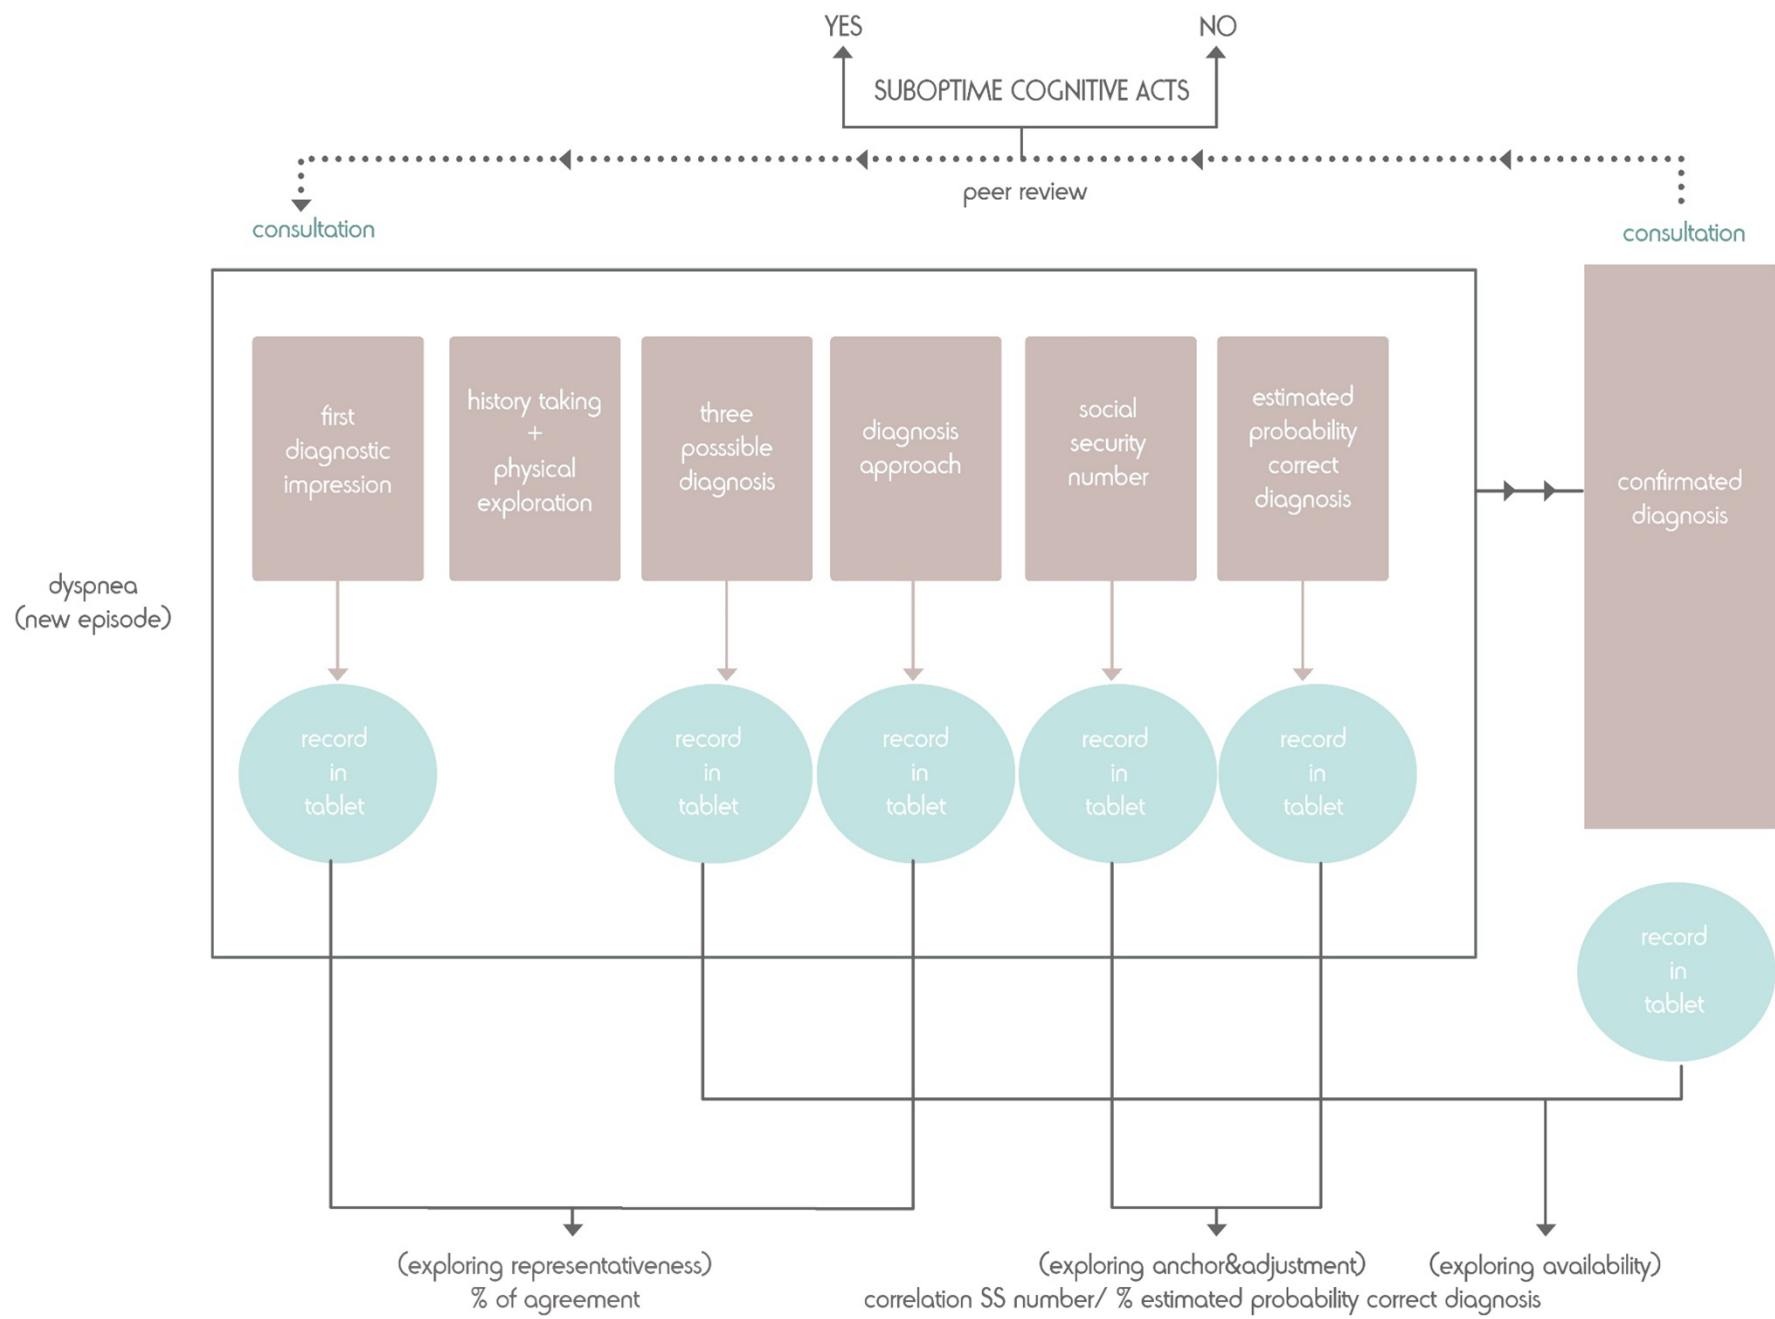 YES
NO
SUBOPTIME COGNITIVE ACTS
peer review
consultation
consultation
first
diagnostic
impression
history taking
+
physical
exploration
three
posssible
diagnosis
diagnosis
approach
social
security
number
estimated
probability
correct
diagnosis
confirmated
diagnosis
dyspnea
(new episode)
record
in
tablet
record
in
tablet
record
in
tablet
record
in
tablet
record
in
tablet
record
in
tablet
(exploring representativeness)
% of agreement
(exploring anchor&adjustment)
correlation SS number/ % estimated probability correct diagnosis
(exploring availability)